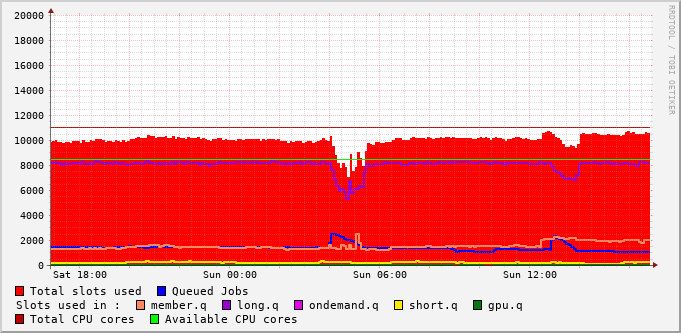 20000
18000
16000
14000
12000
10000
8000
6000
4000
2000
0
Sat 18:00 Sun 00:00 Sun 06:00 Sun 12:00
RRDTOOL / TOBI OETIKER
Total slots used Queued Jobs
Slots used in : member.q long.q ondemand.q short.q gpu.q
Total CPU cores Available CPU cores